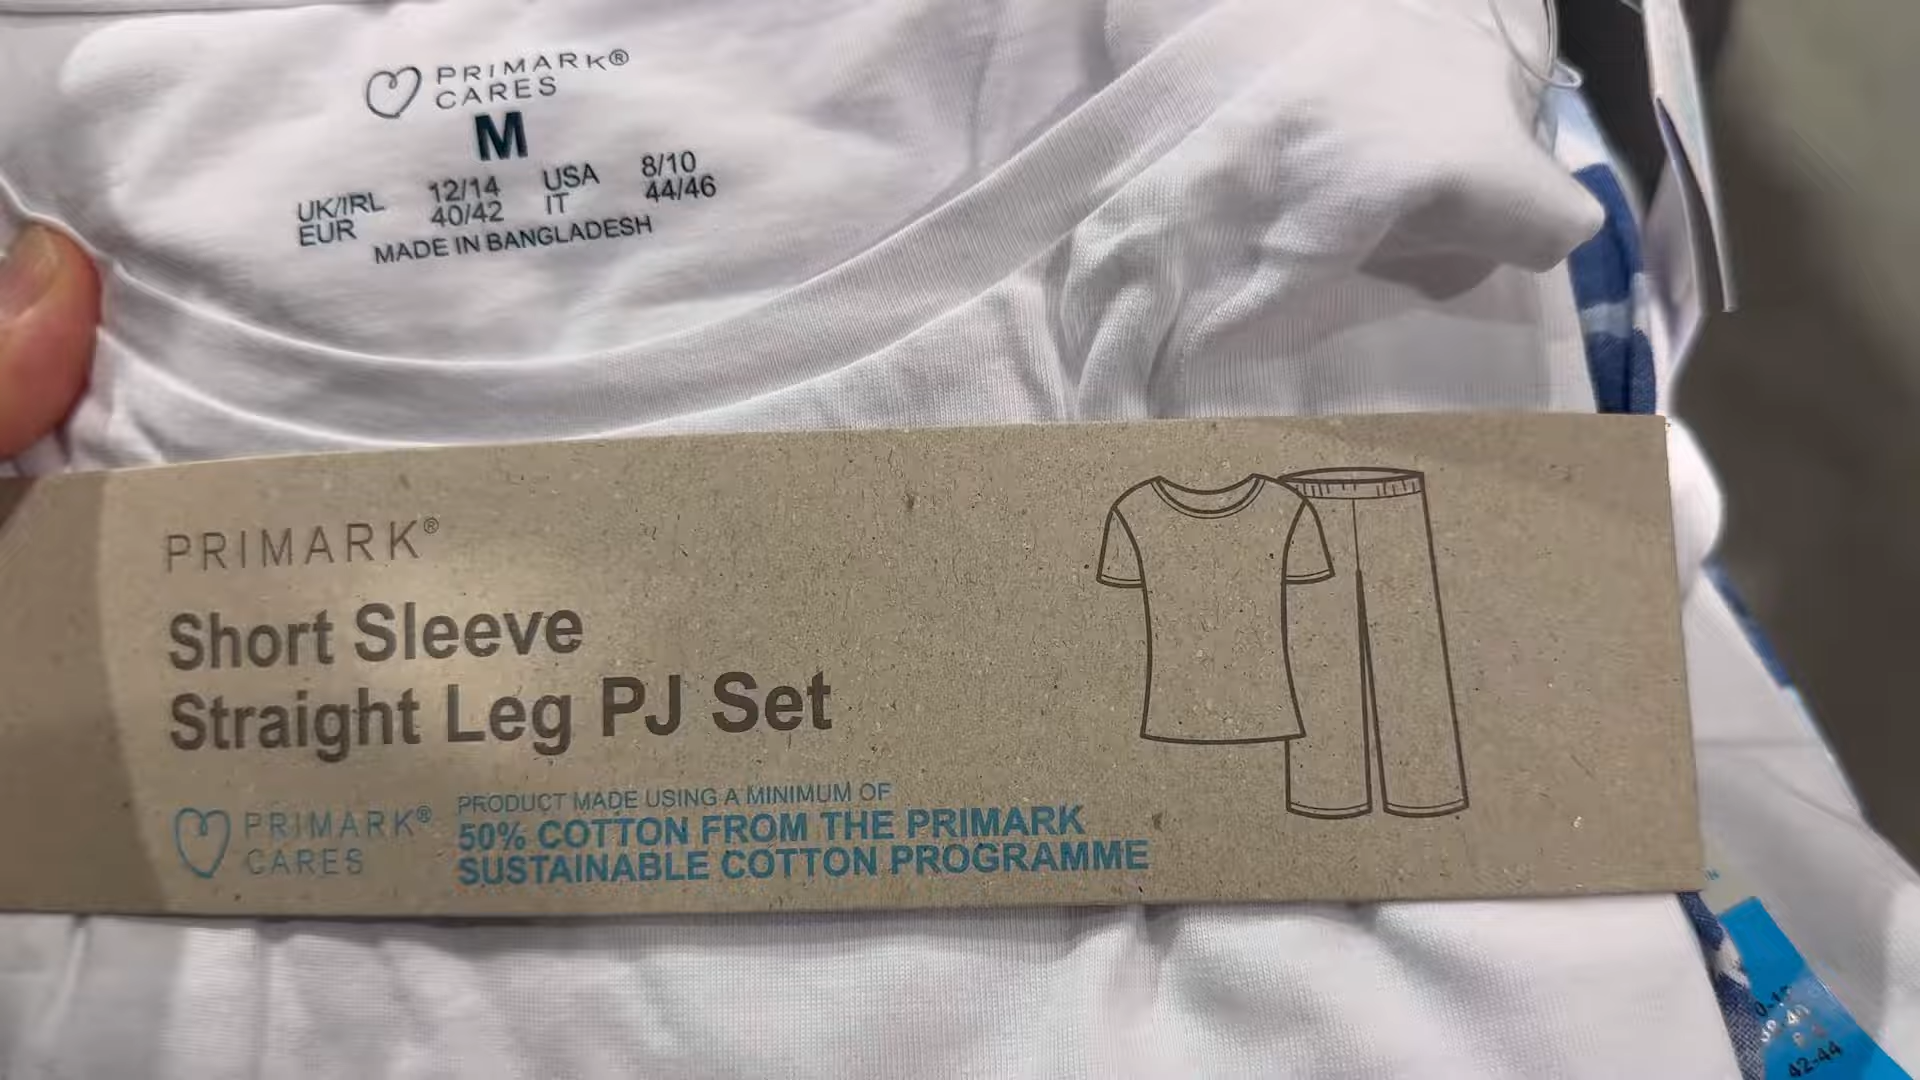 PRIMARK®
CARES
M
UK/IRL 12/14 USA 8/10
EUR 40/42 IT 44/46
MADE IN BANGLADESH
PRIMARK®
Short Sleeve
Straight Leg PJ Set
PRIMARK®
CARES
PRODUCT MADE USING A MINIMUM OF
50% COTTON FROM THE PRIMARK
SUSTAINABLE COTTON PROGRAMME
42-44